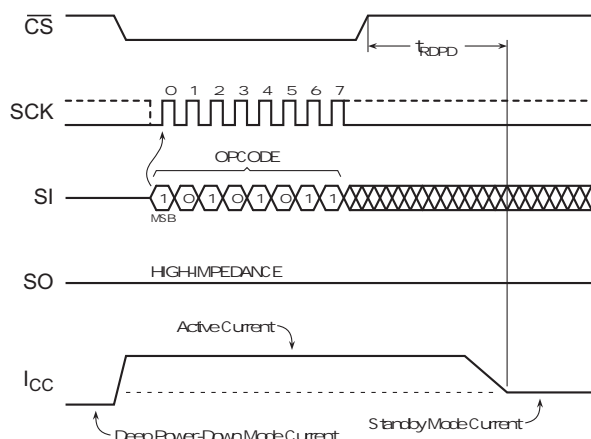 CS
tRDPD
0 1 2 3 4 5 6 7
SCK
OPCODE
SI
1 0 1 0 1 0 1 1
MSB
HIGH-IMPEDANCE
SO
Active Current
ICC
Deep Power-Down Mode Current
Standby Mode Current